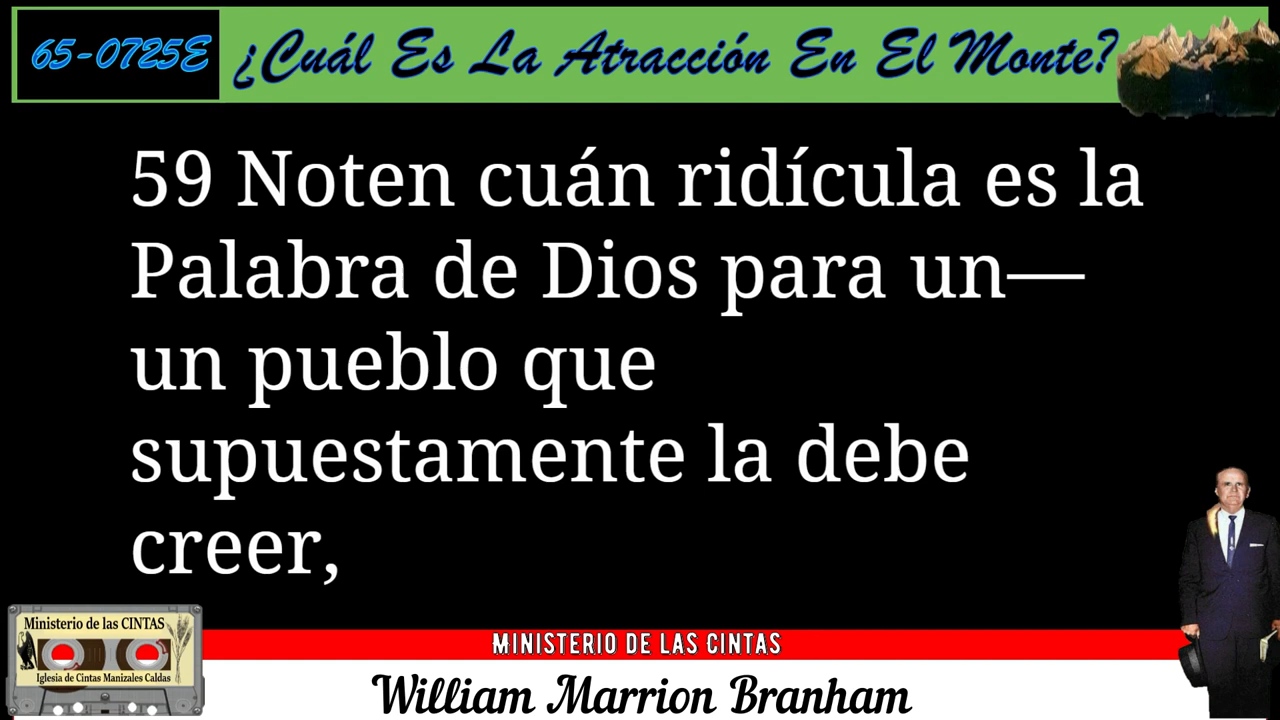 65-0725E ¿Cuál Es La Atracción En El Monte?
59 Noten cuán ridícula es la
Palabra de Dios para un—
un pueblo que
supuestamente la debe
creer,
Ministerio de las CINTAS
Iglesia de Cintas Manizales Caldas
MINISTERIO DE LAS CINTAS
William Marrion Branham